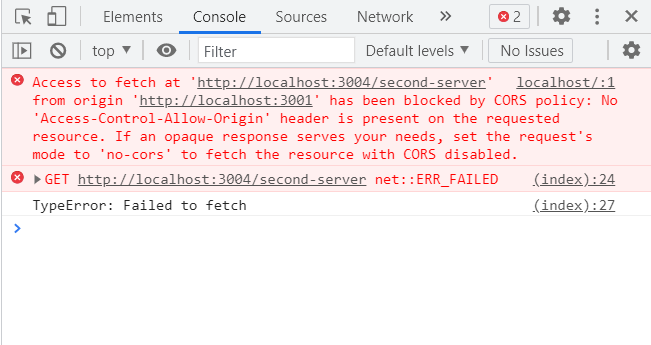 Elements Console Sources Network » 2
top ▼ Filter Default levels ▼ No Issues
Access to fetch at 'http://localhost:3004/second-server' localhost/:1
from origin 'http://localhost:3001' has been blocked by CORS policy: No
'Access-Control-Allow-Origin' header is present on the requested
resource. If an opaque response serves your needs, set the request's
mode to 'no-cors' to fetch the resource with CORS disabled.
GET http://localhost:3004/second-server net::ERR_FAILED (index):24
TypeError: Failed to fetch (index):27